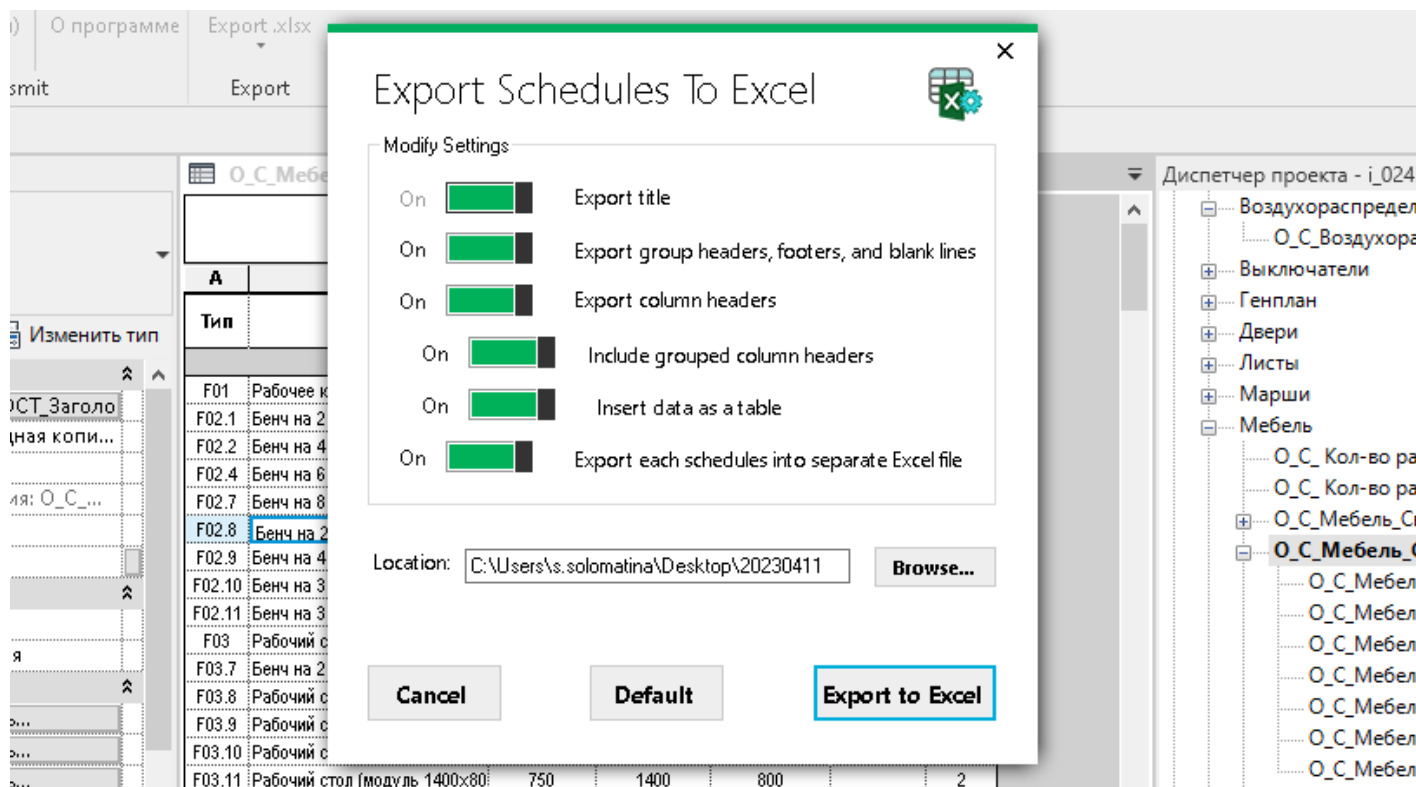 О программе
Export .xlsx
smit
Export
Export Schedules To Excel
Modify Settings
On Export title
On Export group headers, footers, and blank lines
On Export column headers
On Include grouped column headers
On Insert data as a table
On Export each schedules into separate Excel file
Location: C:\Users\s.solomatina\Desktop\20230411 Browse...
Cancel Default Export to Excel
Изменить тип
ОСТ_Заголо
ная копи...
ия: О_С_...
я
О_С_Мебе
A
Тип
F01 Рабочее к
F02.1 Бенч на 2
F02.2 Бенч на 4
F02.4 Бенч на 6
F02.7 Бенч на 8
F02.8 Бенч на 2
F02.9 Бенч на 4
F02.10 Бенч на 3
F02.11 Бенч на 3
F03 Рабочий с
F03.7 Бенч на 2
F03.8 Рабочий с
F03.9 Рабочий с
F03.10 Рабочий с
F03.11 Рабочий стол (модуль 1400x80 750 1400 800 2
Диспетчер проекта - i_024
Воздухораспредел
О_С_Воздухора
Выключатели
Генплан
Двери
Листы
Марши
Мебель
О_С_ Кол-во ра
О_С_ Кол-во ра
О_С_Мебель_С
О_С_Мебель_С
О_С_Мебел
О_С_Мебел
О_С_Мебел
О_С_Мебел
О_С_Мебел
О_С_Мебел
О_С_Мебел